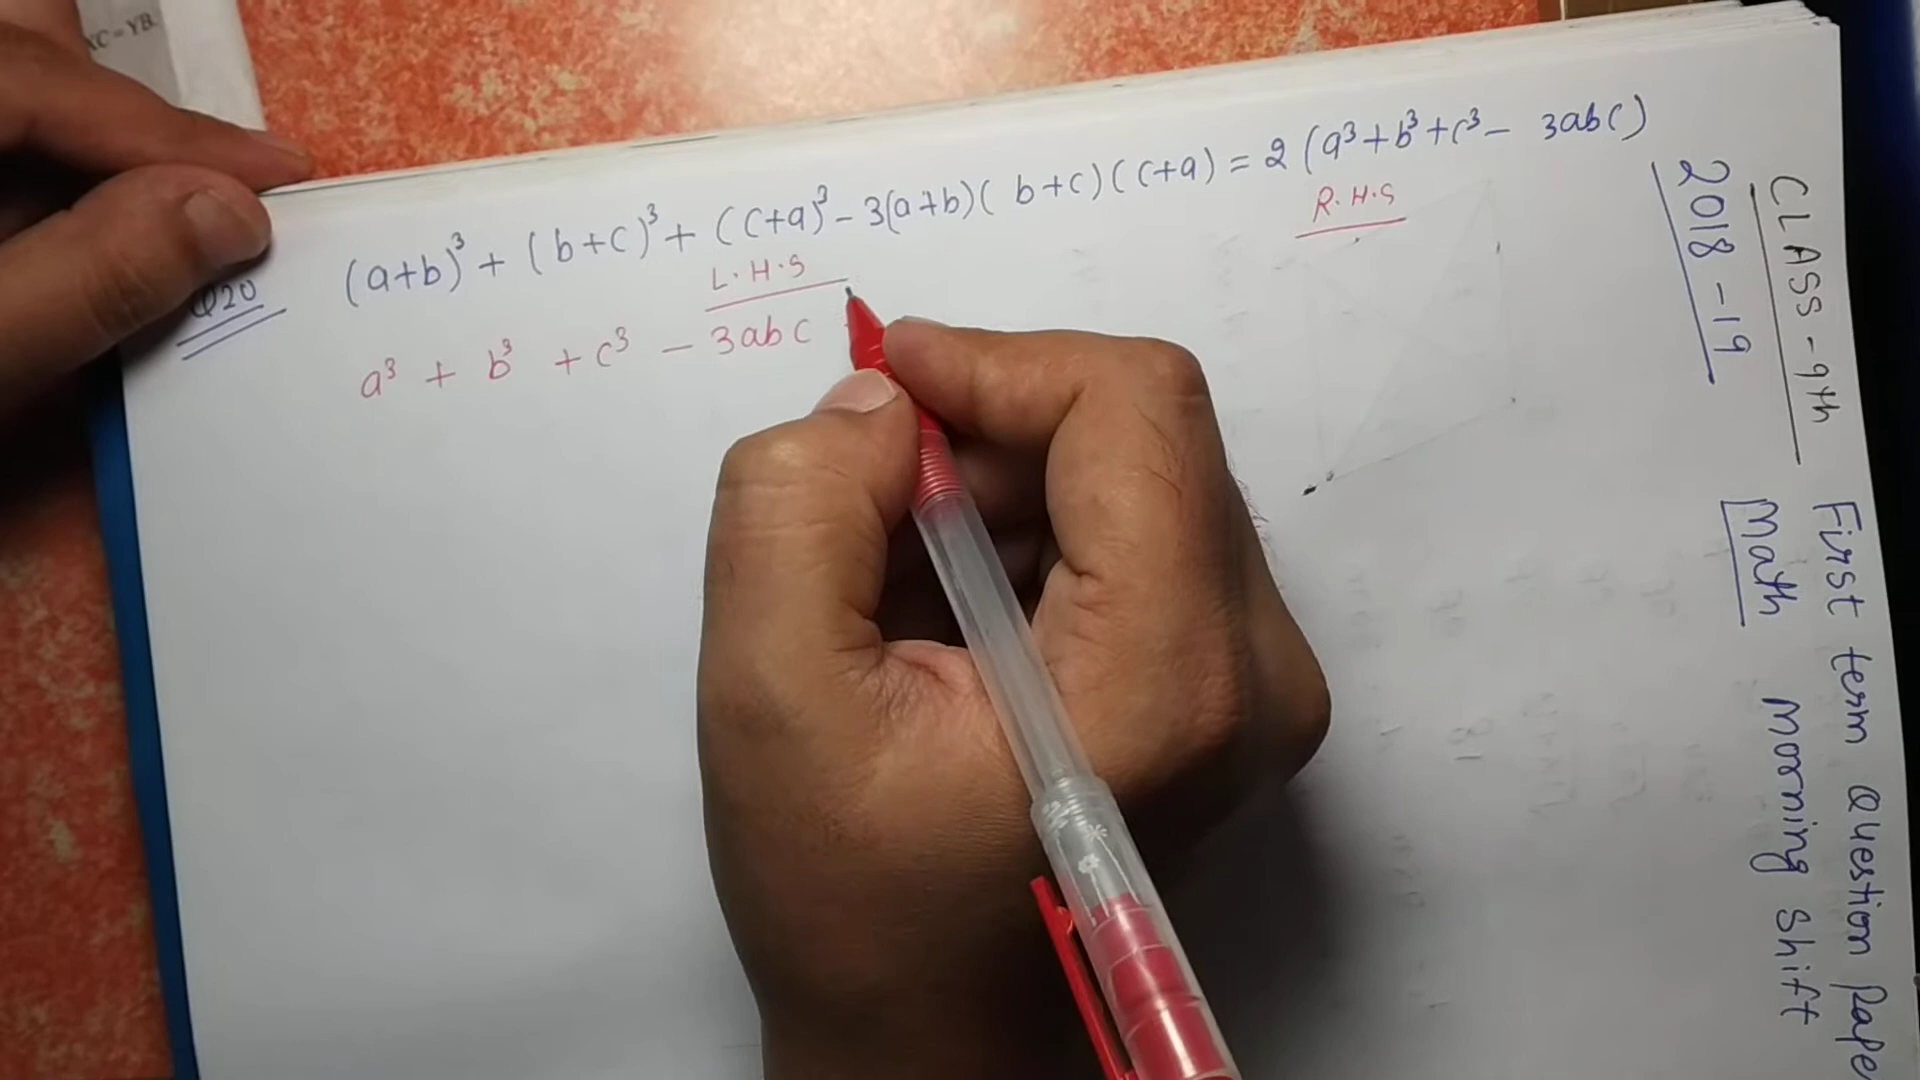 XC = YB.
Q20 (a+b)³ + (b+c)³ + (c+a)³ - 3(a+b)(b+c)(c+a) = 2(a³+b³+c³ - 3abc)
L.H.S R.H.S
a³ + b³ + c³ - 3abc
CLASS - 9th First term Question Pape
2018 - 19 Math Morning shift